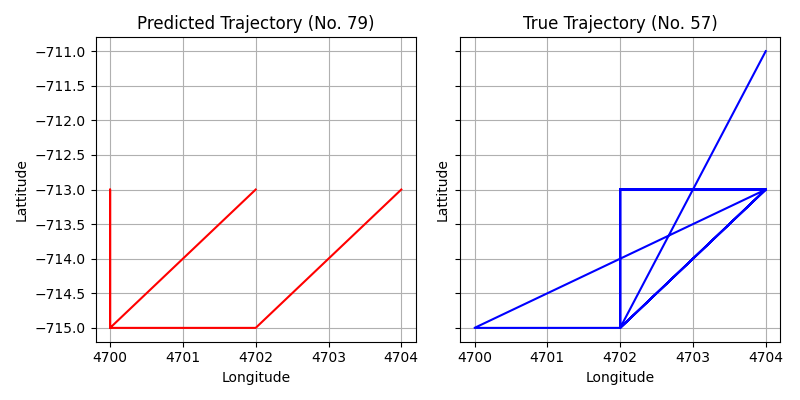 Predicted Trajectory (No. 79)
True Trajectory (No. 57)
−711.0
−711.5
−712.0
−712.5
−713.0
−713.5
−714.0
−714.5
−715.0
Lattitude
Lattitude
4700 4701 4702 4703 4704
4700 4701 4702 4703 4704
Longitude
Longitude